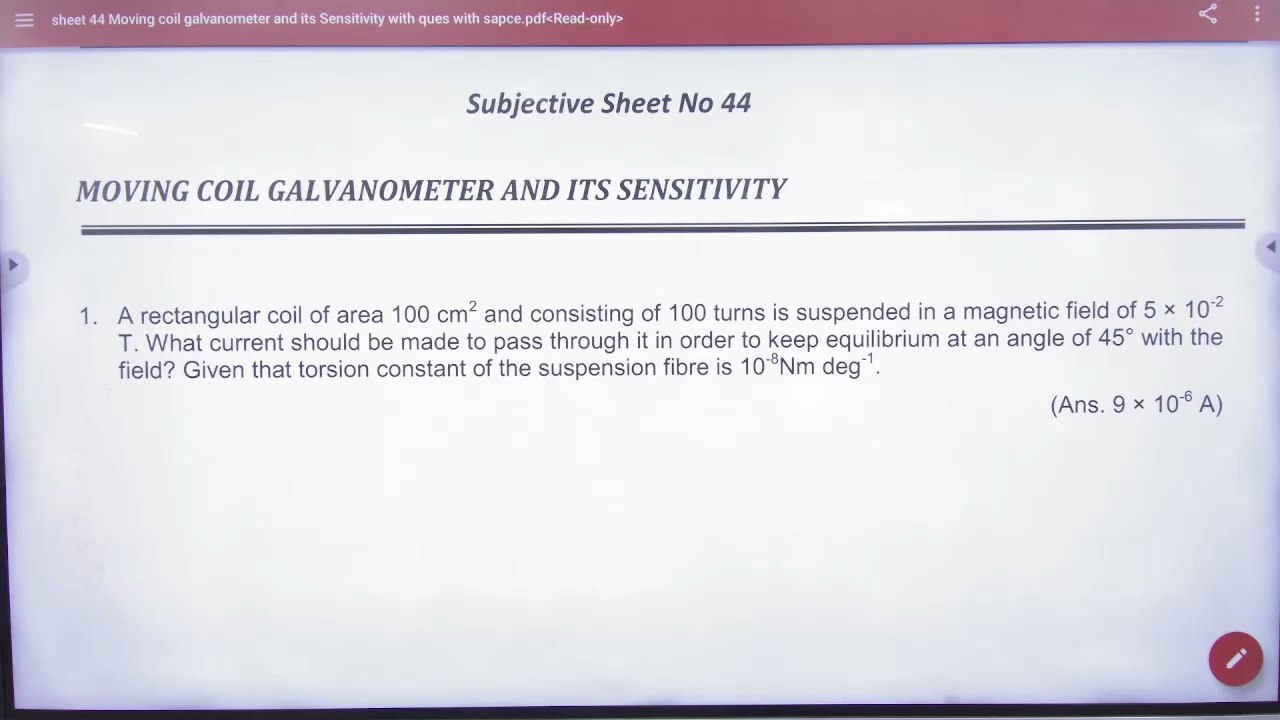 sheet 44 Moving coil galvanometer and its Sensitivity with ques with sapce.pdf<Read-only>
Subjective Sheet No 44
MOVING COIL GALVANOMETER AND ITS SENSITIVITY
1. A rectangular coil of area 100 cm² and consisting of 100 turns is suspended in a magnetic field of 5 × 10⁻²
T. What current should be made to pass through it in order to keep equilibrium at an angle of 45° with the
field? Given that torsion constant of the suspension fibre is 10⁻⁸Nm deg⁻¹.
(Ans. 9 × 10⁻⁶ A)